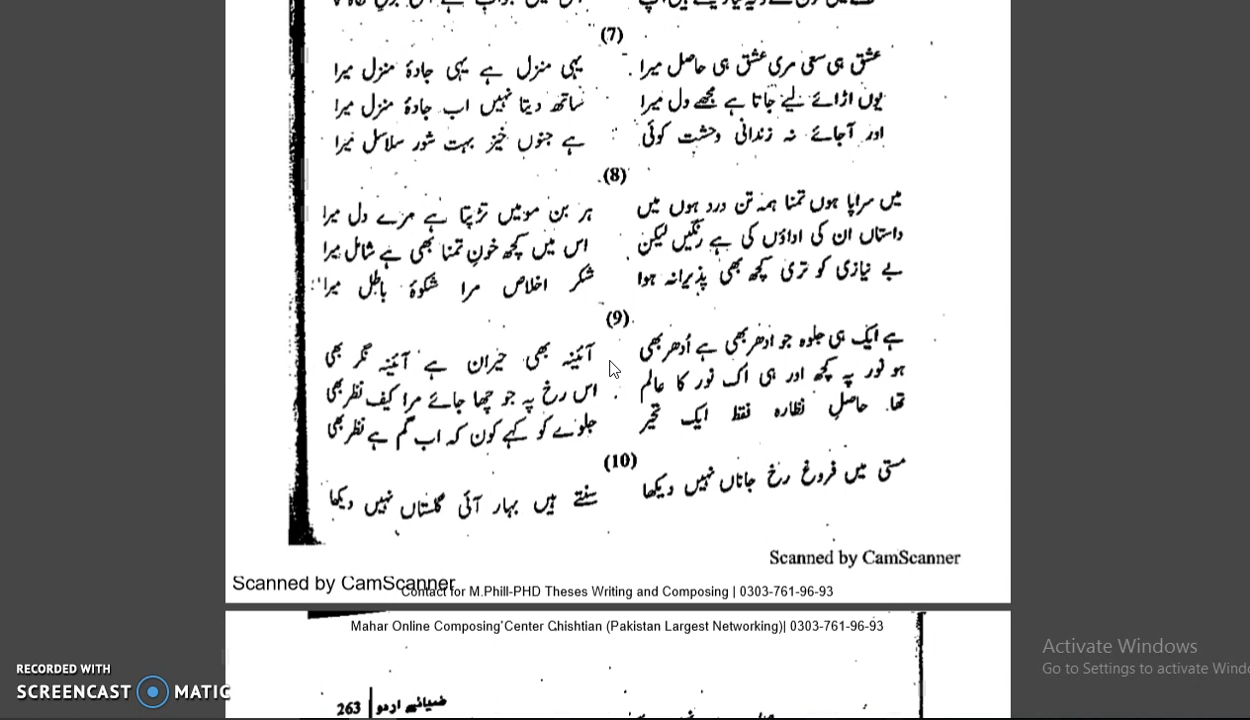 (7)
عشق ہی سعی مری عشق ہی حاصل میرا یہی منزل ہے یہی جادۂ منزل میرا
یوں اڑائے لیے جاتا ہے مجھے دل میرا ساتھ دیتا نہیں اب جادۂ منزل میرا
اور آجائے نہ زندانی وحشت کوئی ہے جنوں خیز بہت شور سلاسل میرا
(8)
میں سراپا ہوں تمنا ہمہ تن درد ہوں میں ہر بن مو میں تڑپتا ہے مرے دل میرا
داستاں ان کی اداؤں کی ہے رنگیں لیکن اس میں کچھ خونِ تمنا بھی ہے شامل میرا
بے نیازی کو تری کچھ بھی پذیرا نہ ہوا شکر اخلاص مرا شکوۂ باطل میرا
(9)
ہے ایک ہی جلوہ جو ادھر بھی ہے اُدھر بھی آئینہ بھی حیران ہے آئینہ نگر بھی
ہو نور پہ کچھ اور ہی اک نور کا عالم اس رخ پہ جو چھا جائے مرا کیف نظر بھی
تھا حاصلِ نظارہ فقط ایک تحیر جلوے کو کہے کون کہ اب گم ہے نظر بھی
(10)
مستی میں فروغ رخ جاناں نہیں دیکھا سنتے ہیں بہار آئی گلستاں نہیں دیکھا
Scanned by CamScanner
Scanned by CamScanner
Contact for M.Phill-PHD Theses Writing and Composing | 0303-761-96-93
Mahar Online Composing Center Chishtian (Pakistan Largest Networking)| 0303-761-96-93
Activate Windows
Go to Settings to activate Windo
RECORDED WITH
SCREENCAST MATIC
263 | ضیائے اردو